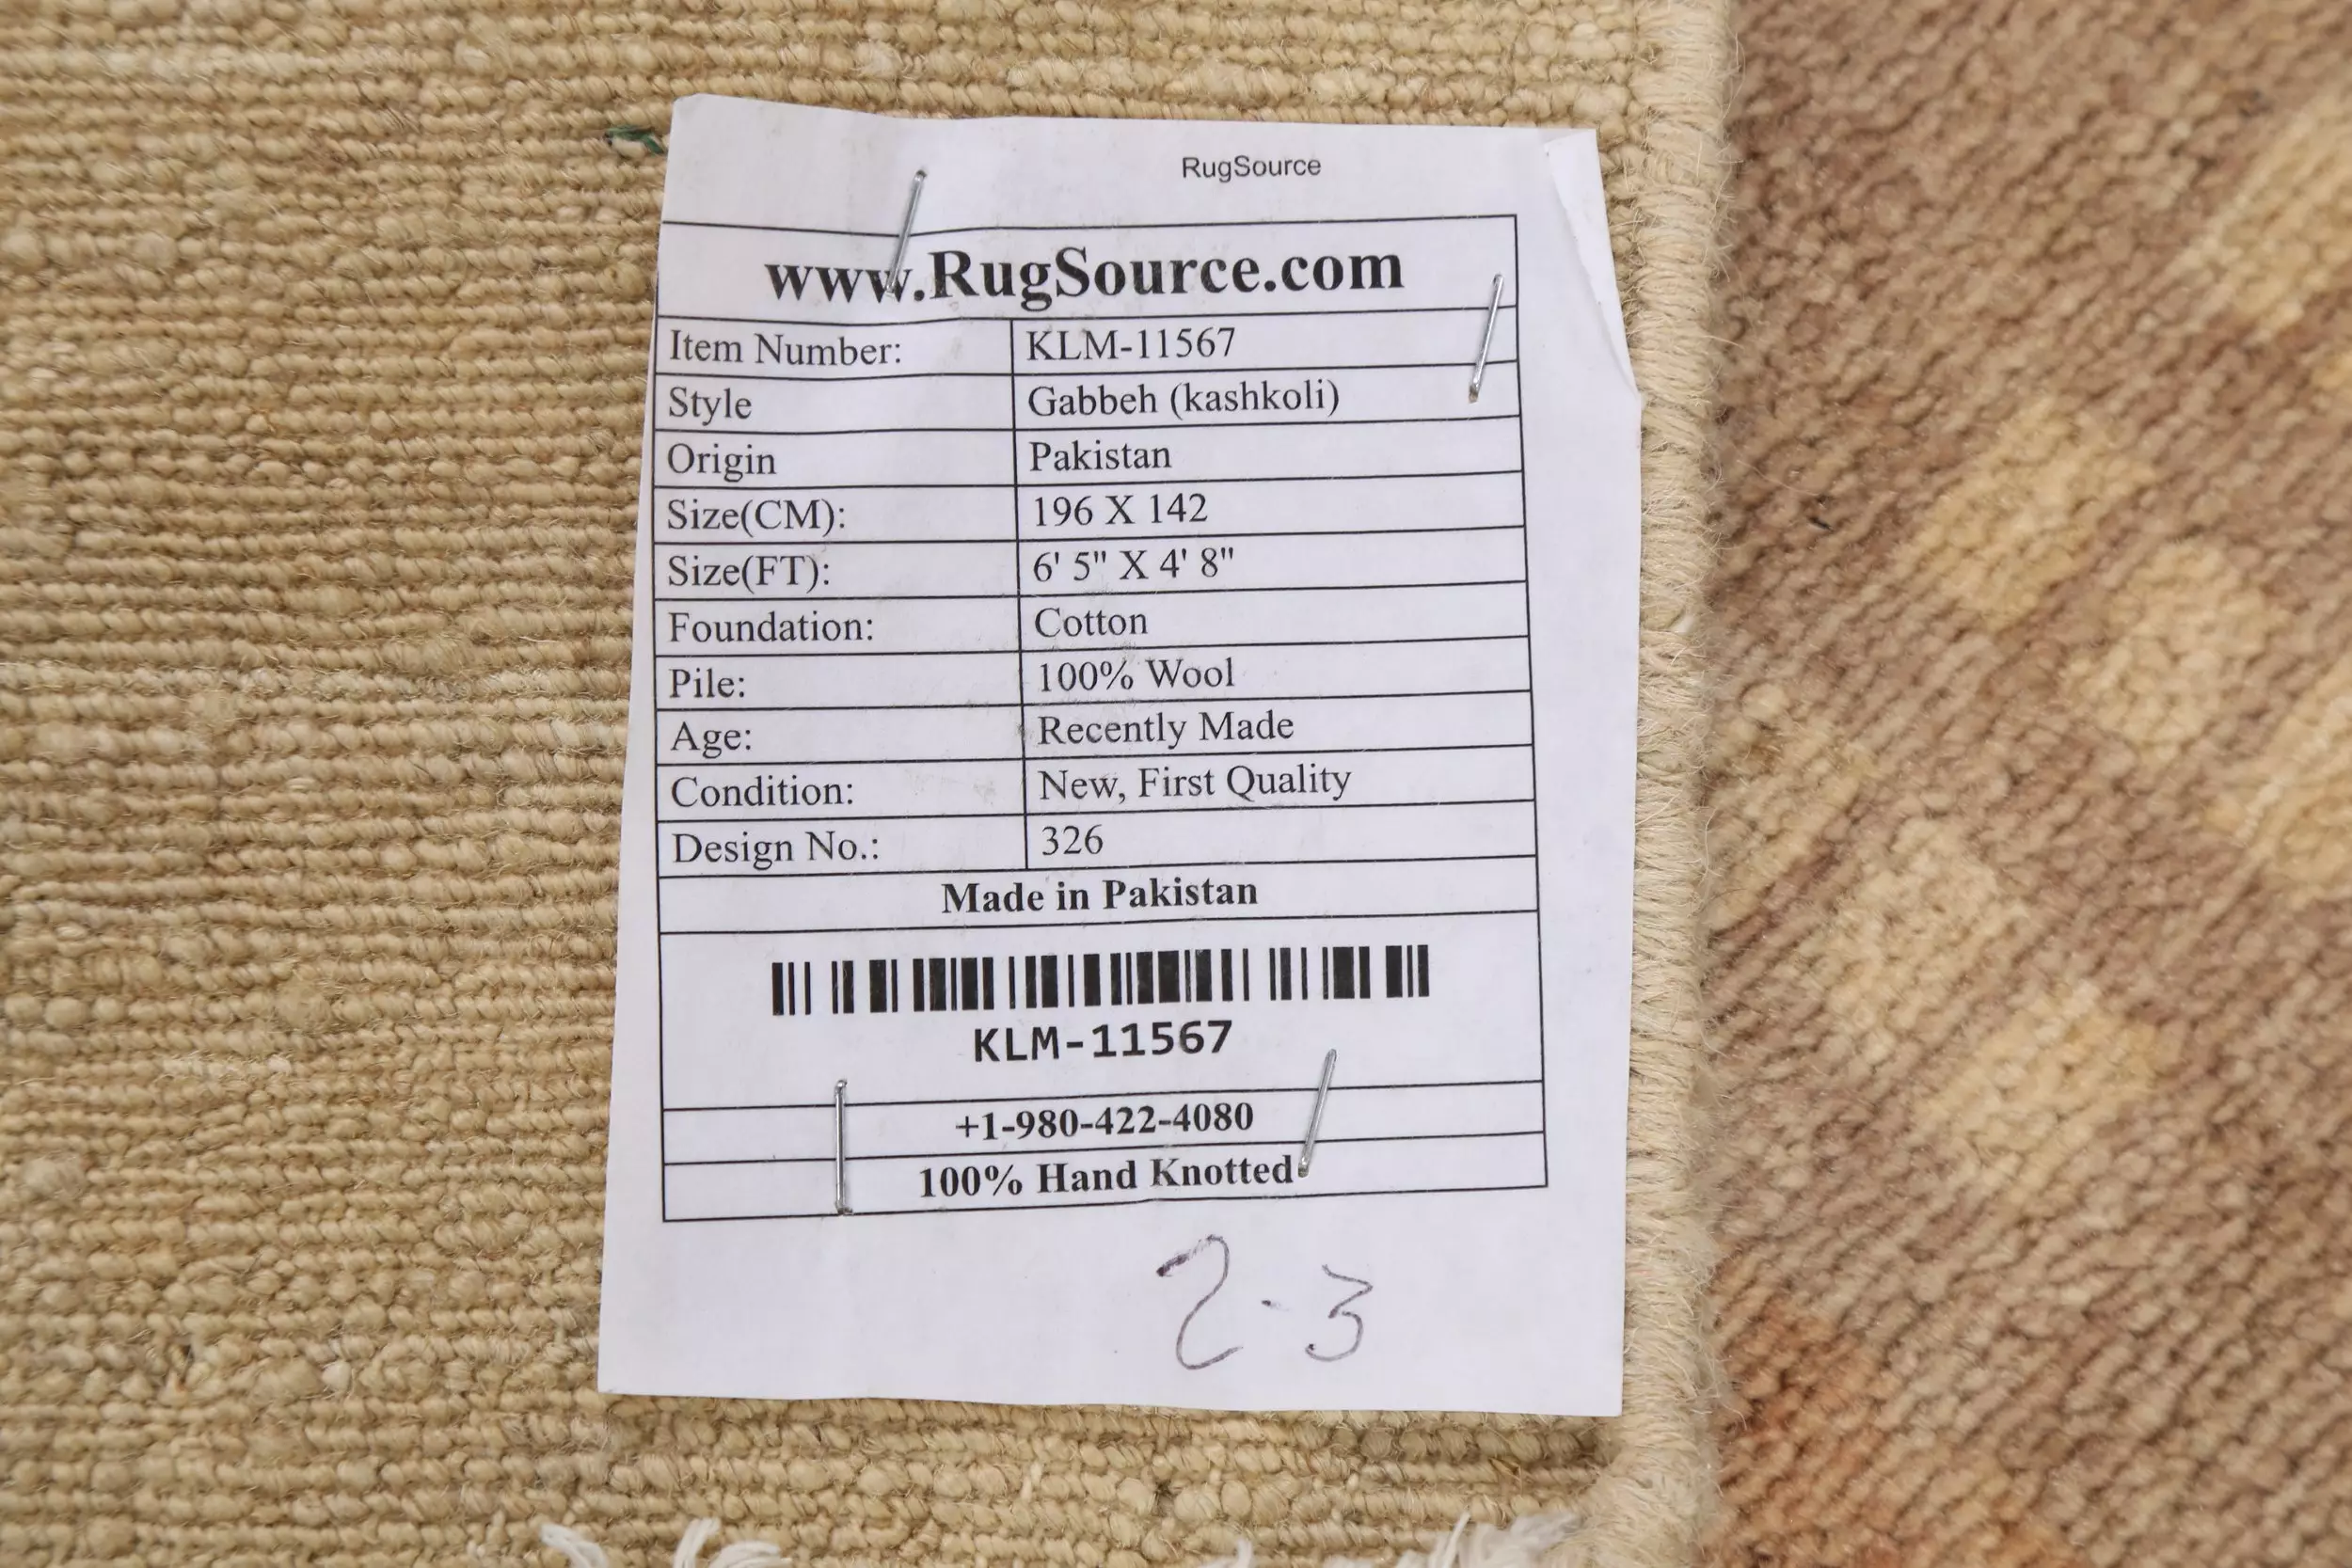 RugSource
www.RugSource.com
Item Number: KLM-11567
Style Gabbeh (kashkoli)
Origin Pakistan
Size(CM): 196 X 142
Size(FT): 6' 5" X 4' 8"
Foundation: Cotton
Pile: 100% Wool
Age: Recently Made
Condition: New, First Quality
Design No.: 326
Made in Pakistan
KLM-11567
+1-980-422-4080
100% Hand Knotted
2-3